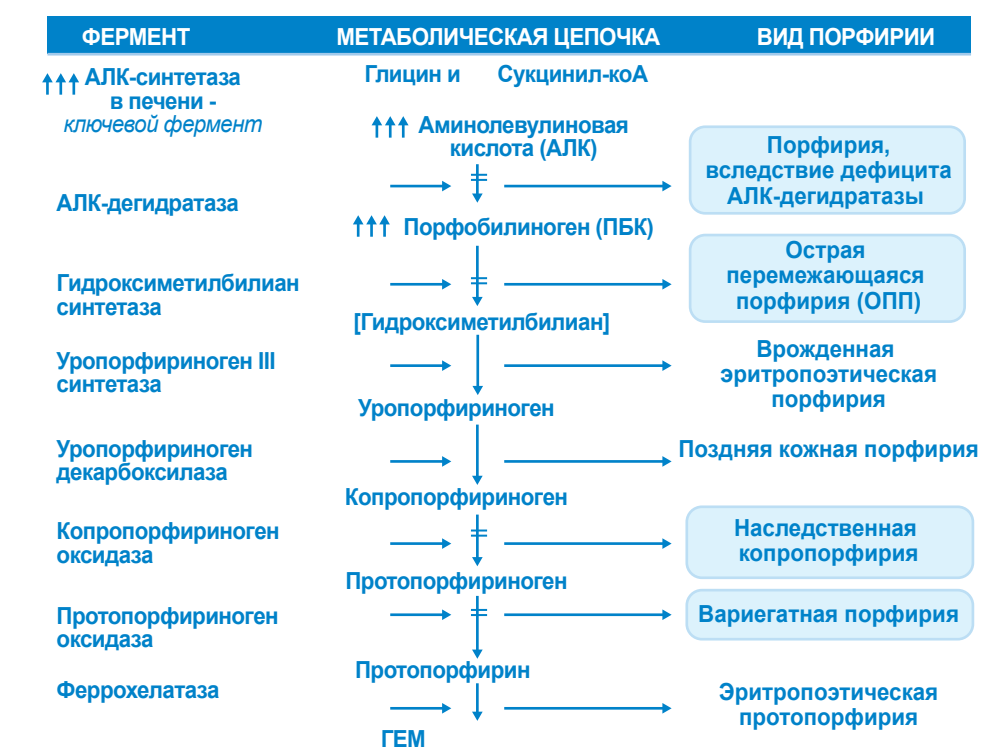 ФЕРМЕНТ МЕТАБОЛИЧЕСКАЯ ЦЕПОЧКА ВИД ПОРФИРИИ
↑↑↑ АЛК-синтетаза
в печени -
ключевой фермент
Глицин и Сукцинил-коА
↑↑↑ Аминолевулиновая
кислота (АЛК)
Порфирия,
вследствие дефицита
АЛК-дегидратазы
АЛК-дегидратаза
↑↑↑ Порфобилиноген (ПБК)
Острая
перемежающаяся
порфирия (ОПП)
Гидроксиметилбилиан
синтетаза
[Гидроксиметилбилиан]
Уропорфириноген III
синтетаза
Врожденная
эритропоэтическая
порфирия
Уропорфириноген
Уропорфириноген
декарбоксилаза
Поздняя кожная порфирия
Копропорфириноген
Копропорфириноген
оксидаза
Наследственная
копропорфирия
Протопорфириноген
Протопорфириноген
оксидаза
Вариегатная порфирия
Протопорфирин
Феррохелатаза
Эритропоэтическая
протопорфирия
ГЕМ